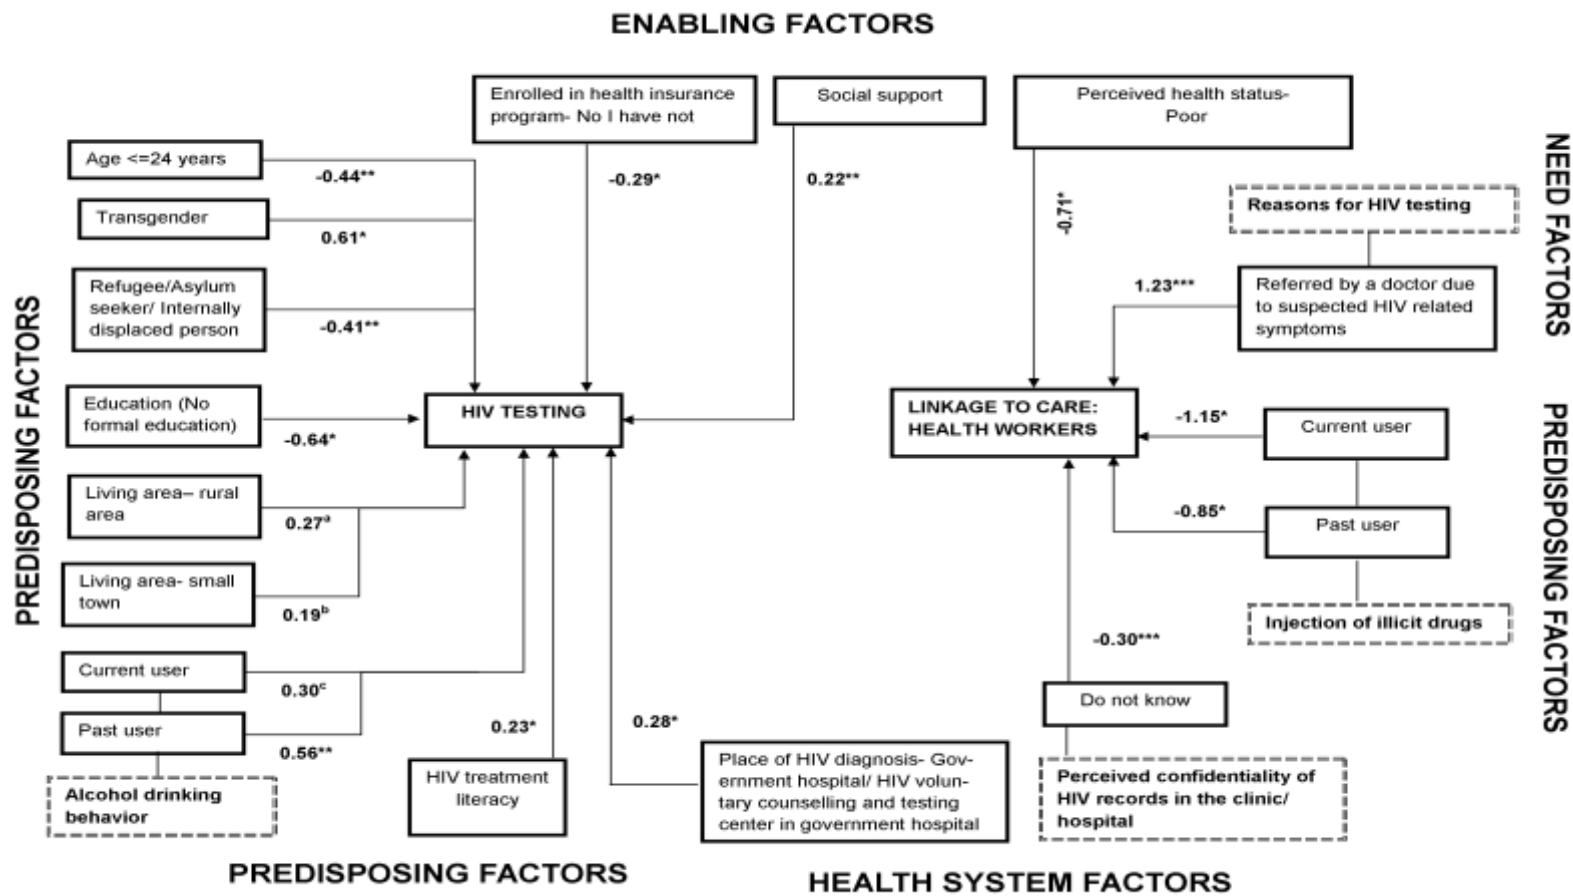 ENABLING FACTORS
Enrolled in health insurance
program- No I have not
Social support
Perceived health status-
Poor
Age <=24 years
-0.44**
-0.29*
0.22**
-0.71*
Transgender
0.61*
Reasons for HIV testing
NEED FACTORS
Refugee/Asylum
seeker/ Internally
displaced person
-0.41**
1.23***
Referred by a doctor due
to suspected HIV related
symptoms
PREDISPOSING FACTORS
Education (No
formal education)
-0.64*
HIV TESTING
LINKAGE TO CARE:
HEALTH WORKERS
-1.15*
Current user
PREDISPOSING FACTORS
Living area– rural
area
0.27ᵃ
-0.85*
Past user
Living area- small
town
0.19ᵇ
Injection of illicit drugs
-0.30***
Current user
0.30ᶜ
Do not know
Past user
0.56**
0.23*
0.28*
Alcohol drinking
behavior
HIV treatment
literacy
Place of HIV diagnosis- Gov-
ernment hospital/ HIV volun-
tary counselling and testing
center in government hospital
Perceived confidentiality of
HIV records in the clinic/
hospital
PREDISPOSING FACTORS
HEALTH SYSTEM FACTORS